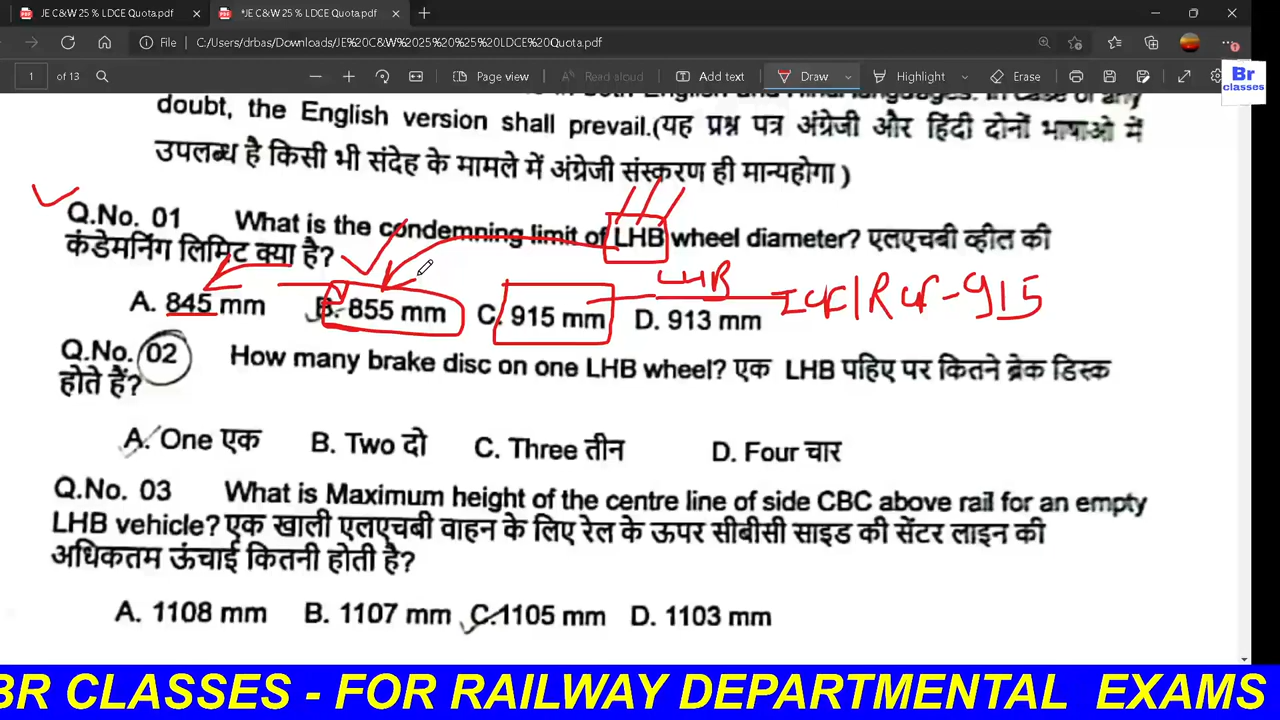 JE C&W 25 % LDCE Quota.pdf
*JE C&W 25 % LDCE Quota.pdf
File C:/Users/drbas/Downloads/JE%20C&W%2025%20%25%20LDCE%20Quota.pdf
1 of 13 Page view Read aloud Add text Draw Highlight Erase
Br
classes
doubt, the English version shall prevail.(यह प्रश्न पत्र अंग्रेजी और हिंदी दोनों भाषाओ में
उपलब्ध है किसी भी संदेह के मामले में अंग्रेजी संस्करण ही मान्यहोगा )
Q.No. 01 What is the condemning limit of LHB wheel diameter? एलएचबी व्हील की
कंडेमनिंग लिमिट क्या है?
LHB ICF/RCF-915
A. 845 mm B. 855 mm C. 915 mm D. 913 mm
Q.No. 02 How many brake disc on one LHB wheel? एक LHB पहिए पर कितने ब्रेक डिस्क
होते हैं?
A. One एक B. Two दो C. Three तीन D. Four चार
Q.No. 03 What is Maximum height of the centre line of side CBC above rail for an empty
LHB vehicle? एक खाली एलएचबी वाहन के लिए रेल के ऊपर सीबीसी साइड की सेंटर लाइन की
अधिकतम ऊंचाई कितनी होती है?
A. 1108 mm B. 1107 mm C. 1105 mm D. 1103 mm
BR CLASSES - FOR RAILWAY DEPARTMENTAL EXAMS